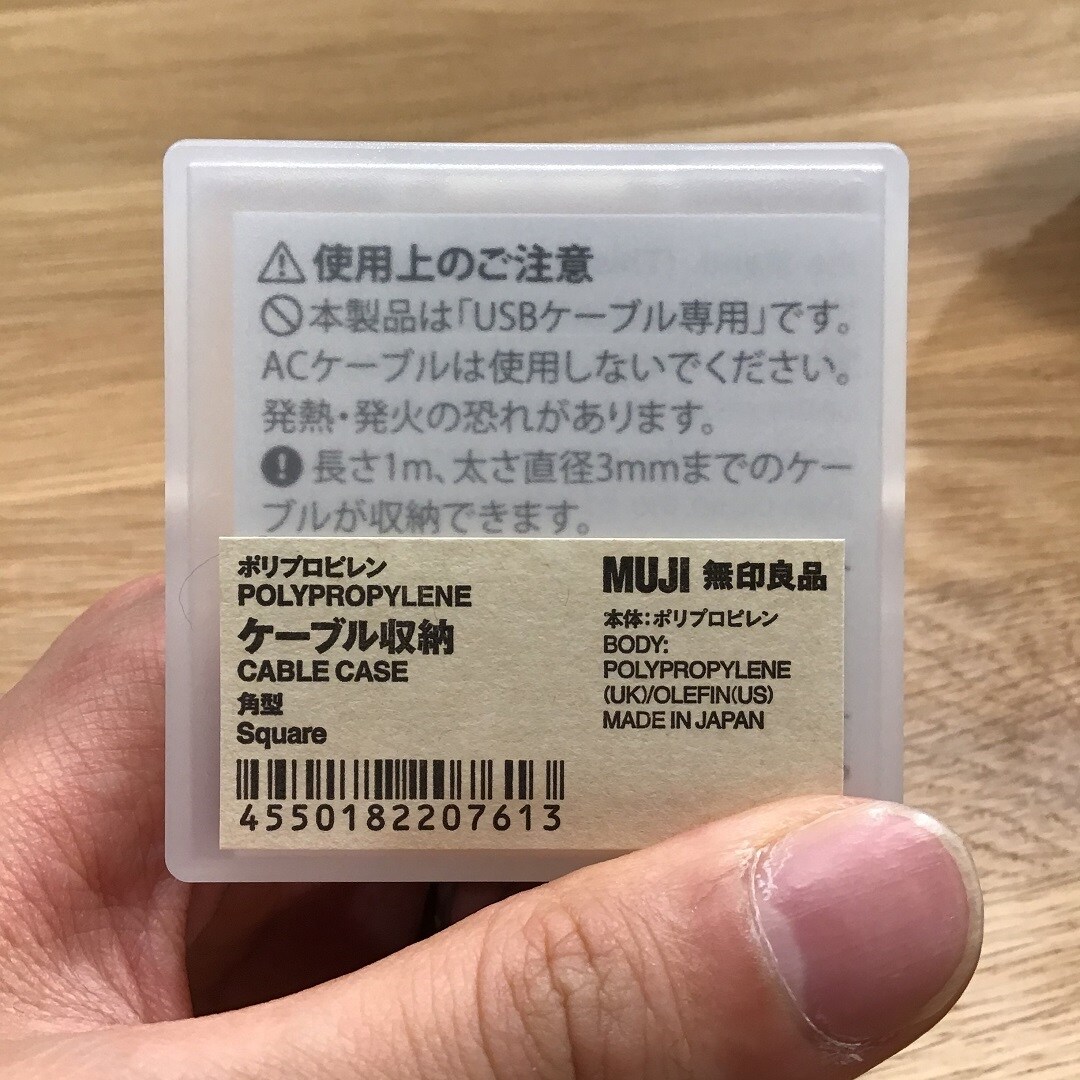 ⚠使用上のご注意
🚫本製品は「USBケーブル専用」です。
ACケーブルは使用しないでください。
発熱・発火の恐れがあります。
❗長さ1m、太さ直径3mmまでのケー
ブルが収納できます。
ポリプロピレン
POLYPROPYLENE
ケーブル収納
CABLE CASE
角型
Square
4550182207613
MUJI 無印良品
本体:ポリプロピレン
BODY:
POLYPROPYLENE
(UK)/OLEFIN(US)
MADE IN JAPAN